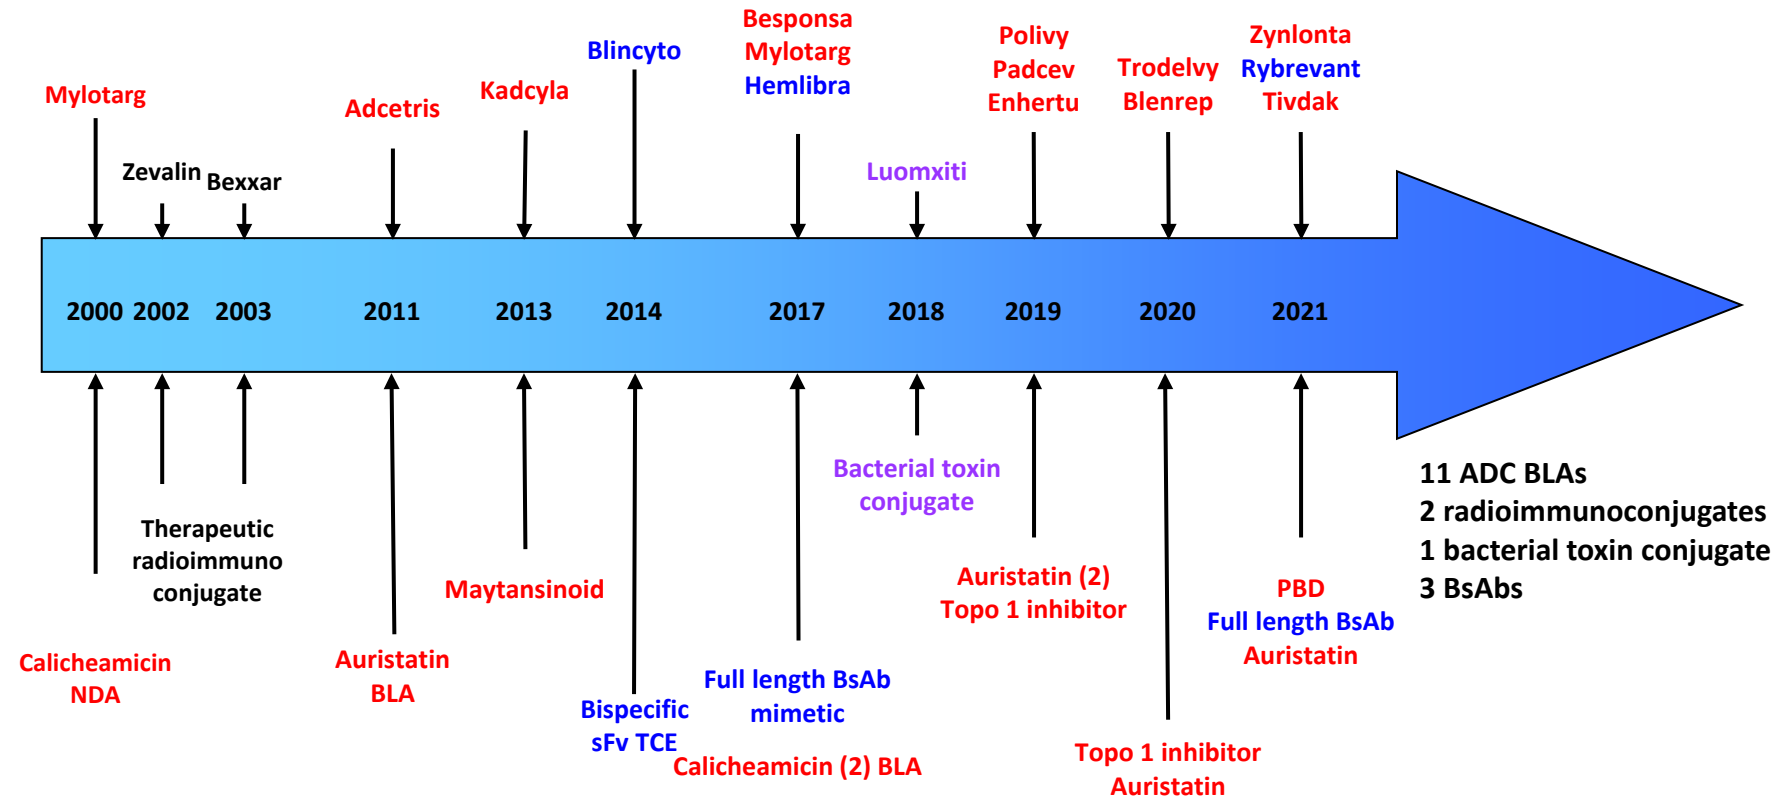 Mylotarg
Zevalin
Bexxar
Adcetris
Kadcyla
Blincyto
Besponsa
Mylotarg
Hemlibra
Luomxiti
Polivy
Padcev
Enhertu
Trodelvy
Blenrep
Zynlonta
Rybrevant
Tivdak
2000 2002 2003 2011 2013 2014 2017 2018 2019 2020 2021
Calicheamicin
NDA
Therapeutic
radioimmuno
conjugate
Auristatin
BLA
Maytansinoid
Bispecific
sFv TCE
Full length BsAb
mimetic
Calicheamicin (2) BLA
Bacterial toxin
conjugate
Auristatin (2)
Topo 1 inhibitor
Topo 1 inhibitor
Auristatin
PBD
Full length BsAb
Auristatin
11 ADC BLAs
2 radioimmunoconjugates
1 bacterial toxin conjugate
3 BsAbs